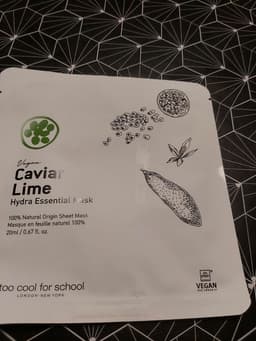 Vegan
Caviar
Lime
Hydra Essential Mask
100% Natural Origin Sheet Mask
Masque en feuille naturel 100%
20ml / 0.67 fl. oz.
too cool for school
LONDON·NEW YORK
VEGAN